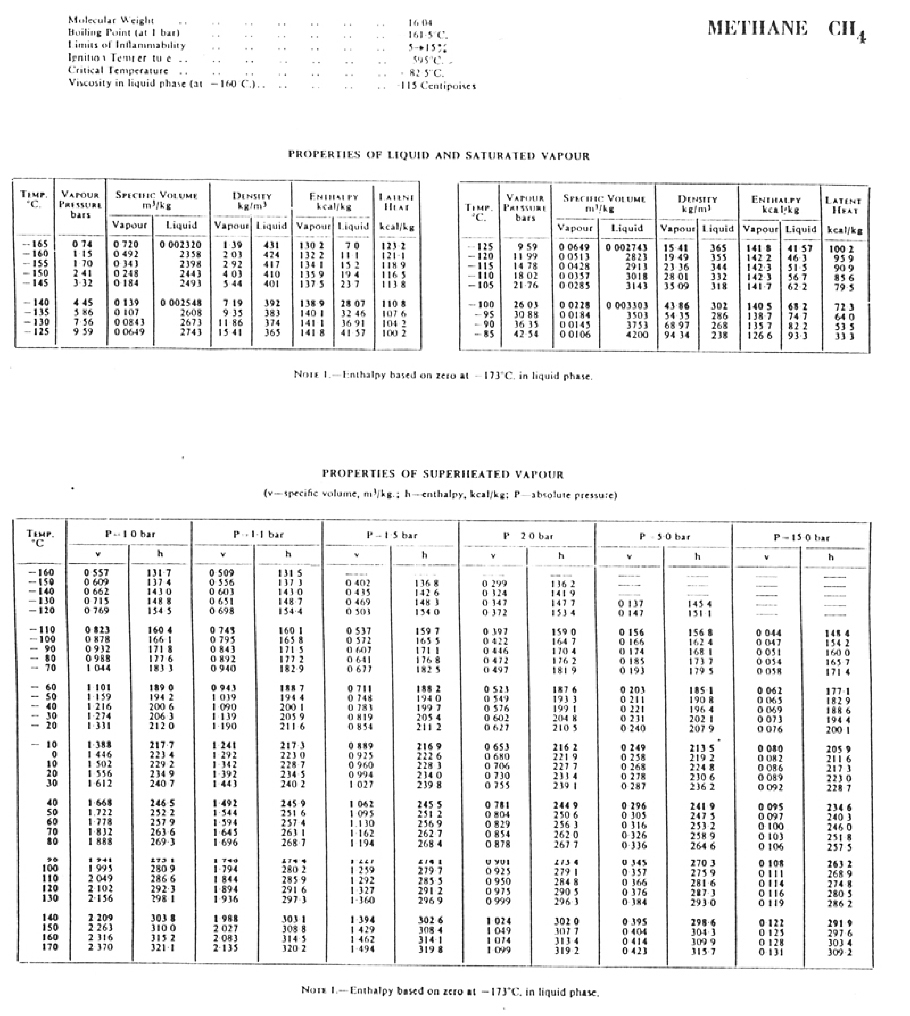 METHANE CH4
Molecular Weight .. .. .. .. .. .. 16·04
Boiling Point (at 1 bar) .. .. .. .. .. 161·5°C.
Limits of Inflammability .. .. .. .. .. 5→15%
Ignition Temper tu e .. .. .. .. .. .. 595°C.
Critical Temperature .. .. .. .. .. .. -82·5°C.
Viscosity in liquid phase (at −160 C.) .. .. .. .. .. ·115 Centipoises
PROPERTIES OF LIQUID AND SATURATED VAPOUR
TEMP. °C. VAPOUR PRESSURE bars SPECIFIC VOLUME m³/kg DENSITY kg/m³ ENTHALPY kcal/kg LATENT HEAT
Vapour Liquid Vapour Liquid Vapour Liquid kcal/kg
−165 0·74 0·720 0·002320 1·39 431 130·2 7·0 123·2
−160 1·15 0·492 2358 2·03 424 132·2 11·1 121·1
−155 1·70 0·343 2398 2·92 417 134·1 15·2 118·9
−150 2·41 0·248 2443 4·03 410 135·9 19·4 116·5
−145 3·32 0·184 2493 5·44 401 137·5 23·7 113·8
−140 4·45 0·139 0·002548 7·19 392 138·9 28·07 110·8
−135 5·86 0·107 2608 9·35 383 140·1 32·46 107·6
−130 7·56 0·0843 2673 11·86 374 141·1 36·91 104·2
−125 9·59 0·0649 2743 15·41 365 141·8 41·57 100·2
TEMP. °C. VAPOUR PRESSURE bars SPECIFIC VOLUME m³/kg DENSITY kg/m³ ENTHALPY kcal/kg LATENT HEAT
Vapour Liquid Vapour Liquid Vapour Liquid kcal/kg
−125 9·59 0·0649 0·002743 15·41 365 141·8 41·57 100·2
−120 11·99 0·0513 2823 19·49 355 142·2 46·3 95·9
−115 14·78 0·0428 2913 23·36 344 142·3 51·5 90·9
−110 18·02 0·0357 3018 28·01 332 142·3 56·7 85·6
−105 21·76 0·0285 3143 35·09 318 141·7 62·2 79·5
−100 26·03 0·0228 0·003303 43·86 302 140·5 68·2 72·3
−95 30·88 0·0184 3503 54·35 286 138·7 74·7 64·0
−90 36·35 0·0145 3753 68·97 268 135·7 82·2 53·5
−85 42·54 0·0106 4200 94·34 238 126·6 93·3 33·3
NOTE 1.—Enthalpy based on zero at −173°C. in liquid phase.
PROPERTIES OF SUPERHEATED VAPOUR
(v—specific volume, m³/kg.; h—enthalpy, kcal/kg; P—absolute pressure)
TEMP. °C P−1·0 bar P−1·1 bar P−1·5 bar P 2·0 bar P−5·0 bar P−15·0 bar
v h v h v h v h v h v h
−160 0·557 131·7 0·509 131·5 — — — — — —
−150 0·609 137·4 0·556 137·3 0·402 136·8 0·299 136·2 — — — —
−140 0·662 143·0 0·603 143·0 0·435 142·6 0·324 141·9 — — — —
−130 0·715 148·8 0·651 148·7 0·469 148·3 0·347 147·7 0·137 145·4 — —
−120 0·769 154·5 0·698 154·4 0·503 154·0 0·372 153·4 0·147 151·1 — —
−110 0·823 160·4 0·745 160·1 0·537 159·7 0·397 159·0 0·156 156·8 0·044 148·4
−100 0·878 166·1 0·795 165·8 0·572 165·5 0·422 164·7 0·166 162·4 0·047 154·2
− 90 0·932 171·8 0·843 171·5 0·607 171·1 0·446 170·4 0·174 168·1 0·051 160·0
− 80 0·988 177·6 0·892 177·2 0·641 176·8 0·472 176·2 0·185 173·7 0·054 165·7
− 70 1·044 183·3 0·940 182·9 0·677 182·5 0·497 181·9 0·193 179·5 0·058 171·4
− 60 1·101 189·0 0·943 188·7 0·711 188·2 0·523 187·6 0·203 185·1 0·062 177·1
− 50 1·159 194·2 1·039 194·4 0·748 194·0 0·549 193·3 0·211 190·8 0·065 182·9
− 40 1·216 200·6 1·090 200·1 0·783 199·7 0·576 199·1 0·221 196·4 0·069 188·6
− 30 1·274 206·3 1·139 205·9 0·819 205·4 0·602 204·8 0·231 202·1 0·073 194·4
− 20 1·331 212·0 1·190 211·6 0·854 211·2 0·627 210·5 0·240 207·9 0·076 200·1
− 10 1·388 217·7 1·241 217·3 0·889 216·9 0·653 216·2 0·249 213·5 0·080 205·9
0 1·446 223·4 1·292 223·0 0·925 222·6 0·680 221·9 0·258 219·2 0·082 211·6
10 1·502 229·2 1·342 228·7 0·960 228·3 0·706 227·7 0·268 224·8 0·086 217·3
20 1·556 234·9 1·392 234·5 0·994 234·0 0·730 233·4 0·278 230·6 0·089 223·0
30 1·612 240·7 1·443 240·2 1·027 239·8 0·755 239·1 0·287 236·2 0·092 228·7
40 1·668 246·5 1·492 245·9 1·062 245·5 0·781 244·9 0·296 241·9 0·095 234·6
50 1·722 252·2 1·544 251·6 1·095 251·2 0·804 250·6 0·305 247·5 0·097 240·3
60 1·778 257·9 1·594 257·4 1·130 256·9 0·829 256·3 0·316 253·2 0·100 246·0
70 1·832 263·6 1·645 263·1 1·162 262·7 0·854 262·0 0·326 258·9 0·103 251·8
80 1·888 269·3 1·696 268·7 1·194 268·4 0·878 267·7 0·336 264·6 0·106 257·5
1·941 274·1 0·901 273·4 0·345 270·3 0·108 263·2
100 1·995 280·9 1·794 280·2 1·259 279·7 0·925 279·1 0·357 275·9 0·111 268·9
110 2·049 286·6 1·844 285·9 1·292 285·5 0·950 284·8 0·366 281·6 0·114 274·8
120 2·102 292·3 1·894 291·6 1·327 291·2 0·975 290·5 0·376 287·3 0·116 280·5
130 2·156 298·1 1·936 297·3 1·360 296·9 0·999 296·3 0·384 293·0 0·119 286·2
140 2·209 303·8 1·988 303·1 1·394 302·6 1·024 302·0 0·395 298·6 0·122 291·9
150 2·263 310·0 2·027 308·8 1·429 308·4 1·049 307·7 0·404 304·3 0·125 297·6
160 2·316 315·2 2·083 314·5 1·462 314·1 1·074 313·4 0·414 309·9 0·128 303·4
170 2·370 321·1 2·135 320·2 1·494 319·8 1·099 319·2 0·423 315·7 0·131 309·2
NOTE 1.—Enthalpy based on zero at −173°C. in liquid phase.